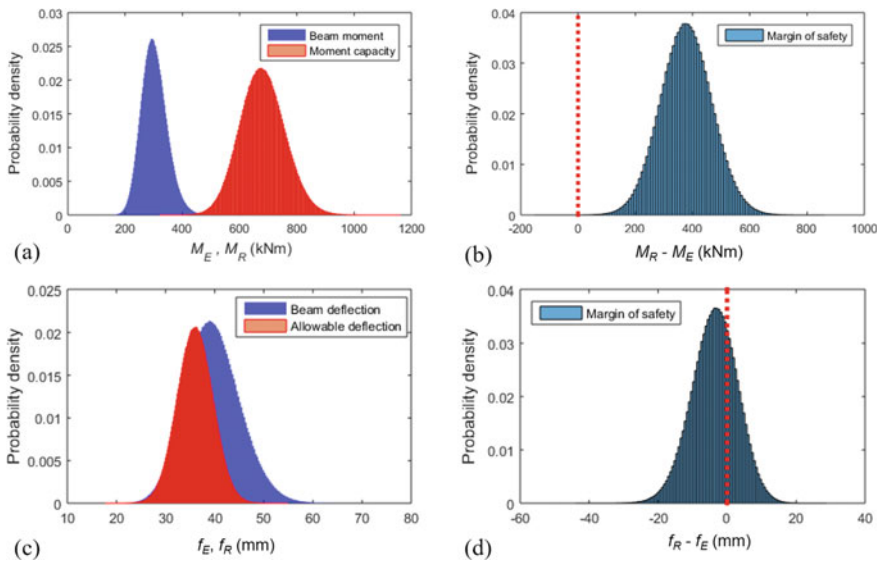 0.03
0.025
0.02
0.015
0.01
0.005
0
Probability density
Beam moment
Moment capacity
0 200 400 600 800 1000 1200
M_E , M_R (kNm)
(a)
0.04
0.03
0.02
0.01
0
Probability density
Margin of safety
-200 0 200 400 600 800 1000
M_R - M_E (kNm)
(b)
0.025
0.02
0.015
0.01
0.005
0
Probability density
Beam deflection
Allowable deflection
10 20 30 40 50 60 70 80
f_E, f_R (mm)
(c)
0.04
0.03
0.02
0.01
0
Probability density
Margin of safety
-60 -40 -20 0 20 40
f_R - f_E (mm)
(d)